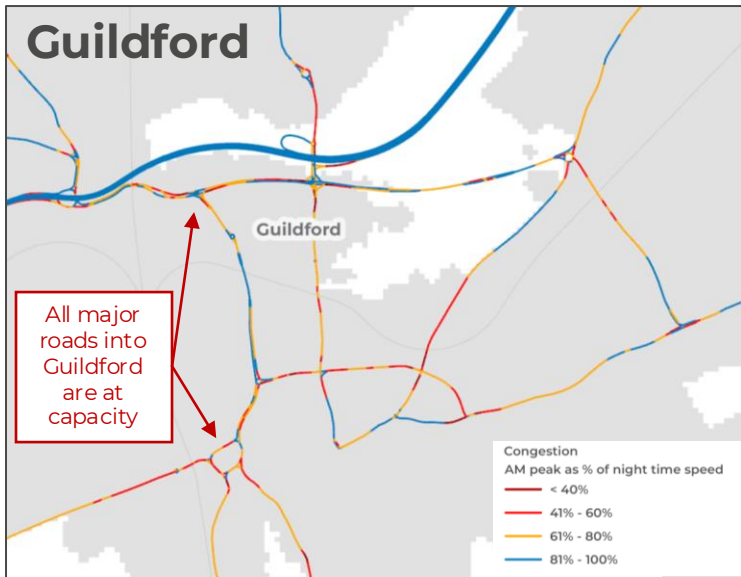 Guildford
Guildford
All major
roads into
Guildford
are at
capacity
Congestion
AM peak as % of night time speed
< 40%
41% - 60%
61% - 80%
81% - 100%